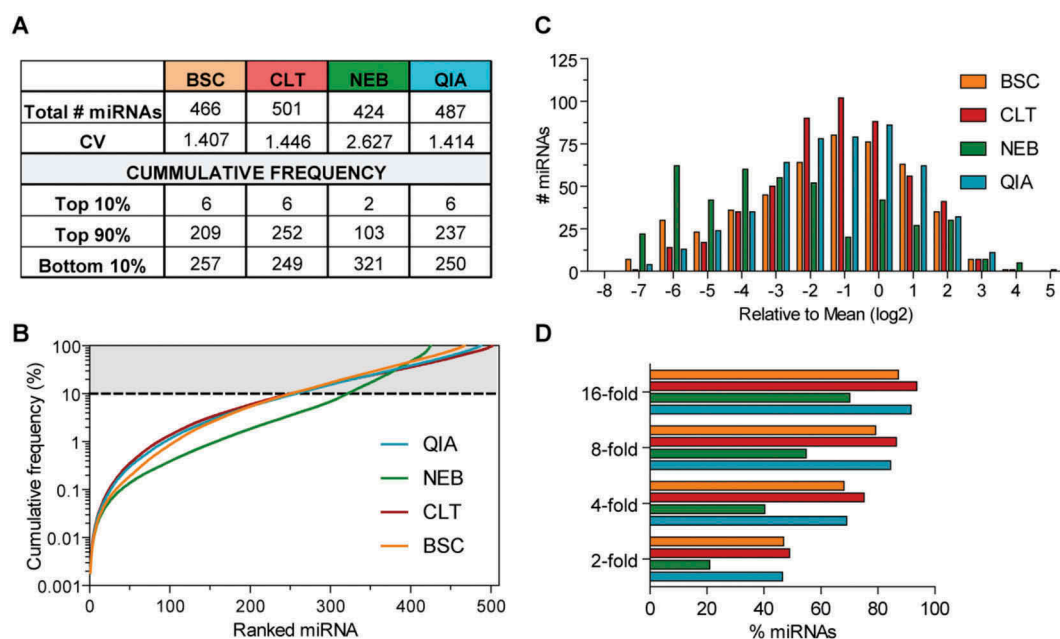 A
BSC CLT NEB QIA
Total # miRNAs 466 501 424 487
CV 1.407 1.446 2.627 1.414
CUMMULATIVE FREQUENCY
Top 10% 6 6 2 6
Top 90% 209 252 103 237
Bottom 10% 257 249 321 250
B
Cumulative frequency (%)
100
10
1
0.1
0.01
0.001
QIA
NEB
CLT
BSC
0 100 200 300 400 500
Ranked miRNA
C
# miRNAs
125
100
75
50
25
0
BSC
CLT
NEB
QIA
-8 -7 -6 -5 -4 -3 -2 -1 0 1 2 3 4 5
Relative to Mean (log2)
D
16-fold
8-fold
4-fold
2-fold
0 20 40 60 80 100
% miRNAs